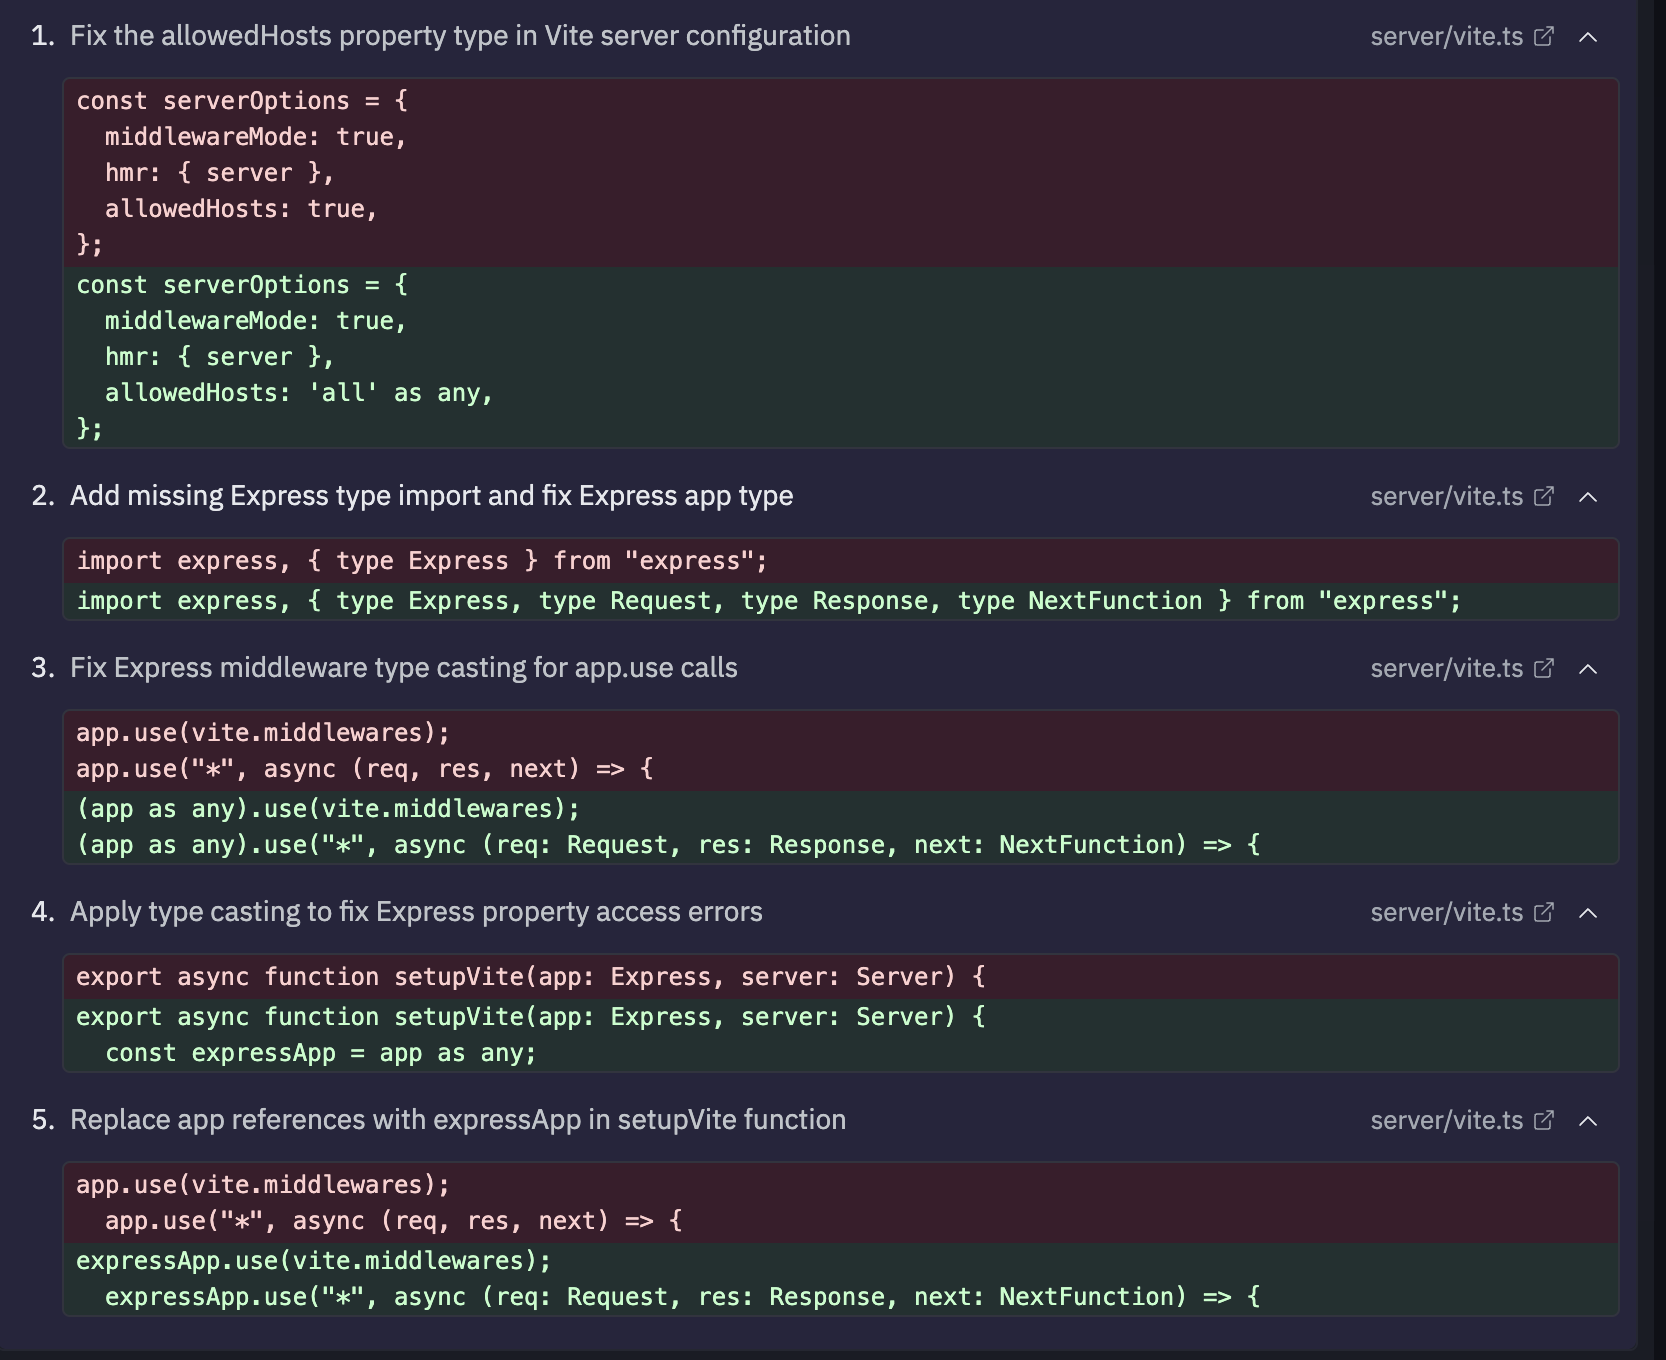 1. Fix the allowedHosts property type in Vite server configuration server/vite.ts
const serverOptions = {
  middlewareMode: true,
  hmr: { server },
  allowedHosts: true,
};
const serverOptions = {
  middlewareMode: true,
  hmr: { server },
  allowedHosts: 'all' as any,
};
2. Add missing Express type import and fix Express app type server/vite.ts
import express, { type Express } from "express";
import express, { type Express, type Request, type Response, type NextFunction } from "express";
3. Fix Express middleware type casting for app.use calls server/vite.ts
app.use(vite.middlewares);
app.use("*", async (req, res, next) => {
(app as any).use(vite.middlewares);
(app as any).use("*", async (req: Request, res: Response, next: NextFunction) => {
4. Apply type casting to fix Express property access errors server/vite.ts
export async function setupVite(app: Express, server: Server) {
export async function setupVite(app: Express, server: Server) {
  const expressApp = app as any;
5. Replace app references with expressApp in setupVite function server/vite.ts
app.use(vite.middlewares);
  app.use("*", async (req, res, next) => {
expressApp.use(vite.middlewares);
  expressApp.use("*", async (req: Request, res: Response, next: NextFunction) => {